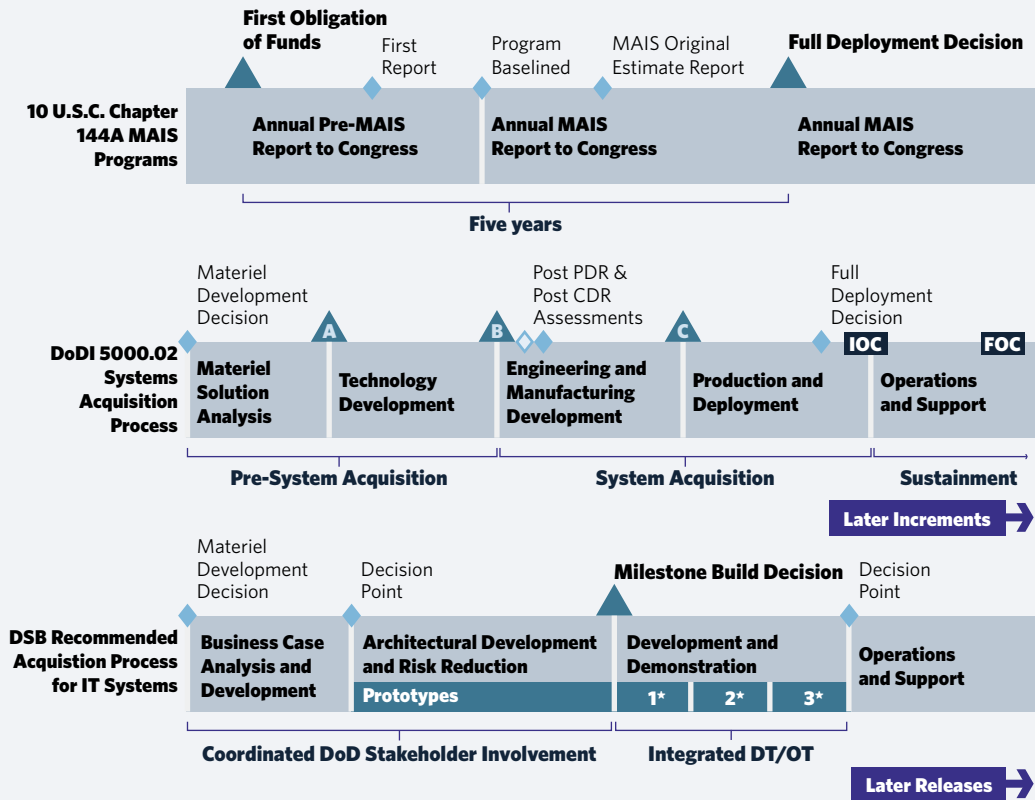 First Obligation
of Funds
First
Report
Program
Baselined
MAIS Original
Estimate Report
Full Deployment Decision
10 U.S.C. Chapter
144A MAIS
Programs
Annual Pre-MAIS
Report to Congress
Annual MAIS
Report to Congress
Annual MAIS
Report to Congress
Five years
Materiel
Development
Decision
Post PDR &
Post CDR
Assessments
Full
Deployment
Decision
A
B
C
IOC
FOC
DoDI 5000.02
Systems
Acquisition
Process
Materiel
Solution
Analysis
Technology
Development
Engineering and
Manufacturing
Development
Production and
Deployment
Operations
and Support
Pre-System Acquisition
System Acquisition
Sustainment
Later Increments
Materiel
Development
Decision
Decision
Point
Milestone Build Decision
Decision
Point
DSB Recommended
Acquistion Process
for IT Systems
Business Case
Analysis and
Development
Architectural Development
and Risk Reduction
Prototypes
Development and
Demonstration
1*
2*
3*
Operations
and Support
Coordinated DoD Stakeholder Involvement
Integrated DT/OT
Later Releases